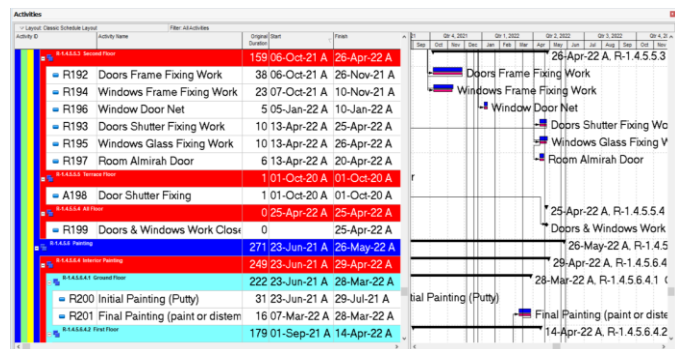 Activities
Layout: Classic Schedule Layout Filter: All Activities
Activity ID Activity Name Original Duration Start Finish
21 Qtr 4, 2021 Qtr 1, 2022 Qtr 2, 2022 Qtr 3, 2022 Qtr 4, 2
Sep Oct Nov Dec Jan Feb Mar Apr May Jun Jul Aug Sep Oct Nov
R-1.4.5.5.3 Second Floor 159 06-Oct-21 A 26-Apr-22 A 26-Apr-22 A, R-1.4.5.5.3
R192 Doors Frame Fixing Work 38 06-Oct-21 A 26-Nov-21 A Doors Frame Fixing Work
R194 Windows Frame Fixing Work 23 07-Oct-21 A 10-Nov-21 A Windows Frame Fixing Work
R196 Window Door Net 5 05-Jan-22 A 10-Jan-22 A Window Door Net
R193 Doors Shutter Fixing Work 10 13-Apr-22 A 25-Apr-22 A Doors Shutter Fixing Wo
R195 Windows Glass Fixing Work 10 13-Apr-22 A 26-Apr-22 A Windows Glass Fixing W
R197 Room Almirah Door 6 13-Apr-22 A 20-Apr-22 A Room Almirah Door
R-1.4.5.5.5 Terrace Floor 1 01-Oct-20 A 01-Oct-20 A r
A198 Door Shutter Fixing 1 01-Oct-20 A 01-Oct-20 A
R-1.4.5.5.4 All Floor 0 25-Apr-22 A 25-Apr-22 A 25-Apr-22 A, R-1.4.5.5.4
R199 Doors & Windows Work Close 0 25-Apr-22 A Doors & Windows Work
R-1.4.5.6 Painting 271 23-Jun-21 A 26-May-22 A 26-May-22 A, R-1.4.5
R-1.4.5.6.4 Interior Painting 249 23-Jun-21 A 29-Apr-22 A 29-Apr-22 A, R-1.4.5.6
R-1.4.5.6.4.1 Ground Floor 222 23-Jun-21 A 28-Mar-22 A 28-Mar-22 A, R-1.4.5.6.4.1
R200 Initial Painting (Putty) 31 23-Jun-21 A 29-Jul-21 A tial Painting (Putty)
R201 Final Painting (paint or distem 16 07-Mar-22 A 28-Mar-22 A Final Painting (paint or distem
R-1.4.5.6.4.2 First Floor 179 01-Sep-21 A 14-Apr-22 A 14-Apr-22 A, R-1.4.5.6.4.2